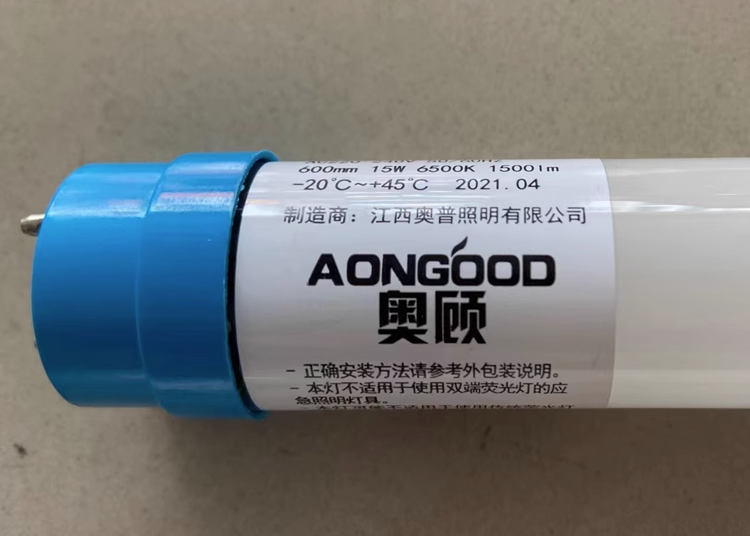 600mm 15W 6500K 1500lm
-20℃~+45℃ 2021.04
制造商：江西奥普照明有限公司
AONGOOD
奥顾
- 正确安装方法请参考外包装说明。
- 本灯不适用于使用双端荧光灯的应
急照明灯具。